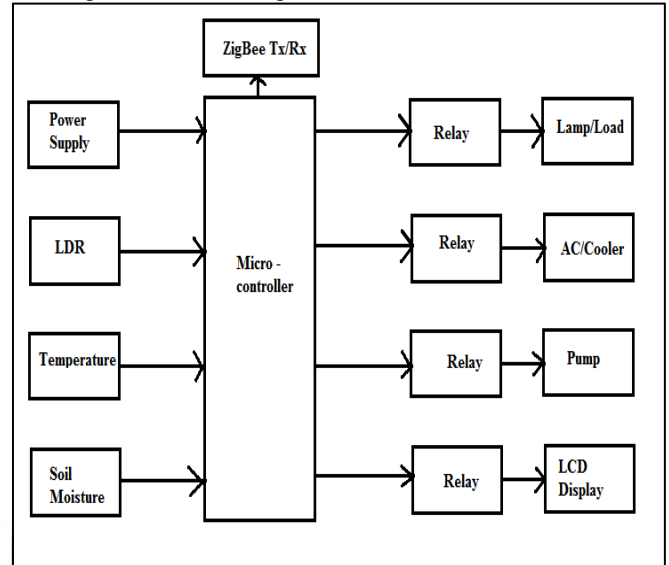 ZigBee Tx/Rx
Power
Supply
Relay
Lamp/Load
LDR
Micro -
controller
Relay
AC/Cooler
Temperature
Relay
Pump
Soil
Moisture
Relay
LCD
Display